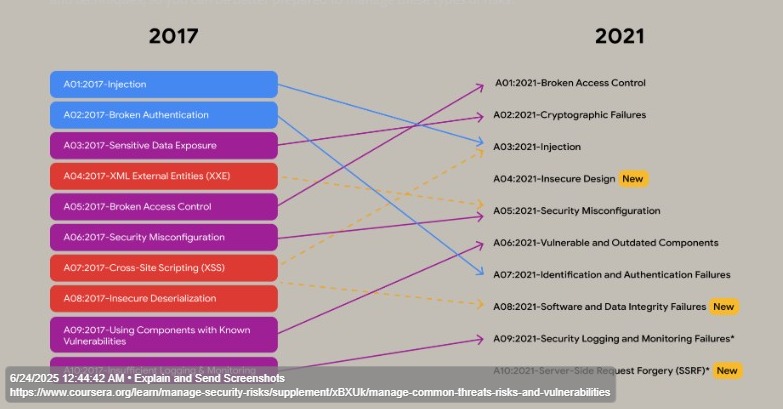 2017
2021
A01:2017-Injection
A02:2017-Broken Authentication
A03:2017-Sensitive Data Exposure
A04:2017-XML External Entities (XXE)
A05:2017-Broken Access Control
A06:2017-Security Misconfiguration
A07:2017-Cross-Site Scripting (XSS)
A08:2017-Insecure Deserialization
A09:2017-Using Components with Known
Vulnerabilities
A10:2017-Insufficient Logging & Monitoring
A01:2021-Broken Access Control
A02:2021-Cryptographic Failures
A03:2021-Injection
A04:2021-Insecure Design New
A05:2021-Security Misconfiguration
A06:2021-Vulnerable and Outdated Components
A07:2021-Identification and Authentication Failures
A08:2021-Software and Data Integrity Failures New
A09:2021-Security Logging and Monitoring Failures*
A10:2021-Server-Side Request Forgery (SSRF)* New
6/24/2025 12:44:42 AM • Explain and Send Screenshots
https://www.coursera.org/learn/manage-security-risks/supplement/xBXUk/manage-common-threats-risks-and-vulnerabilities